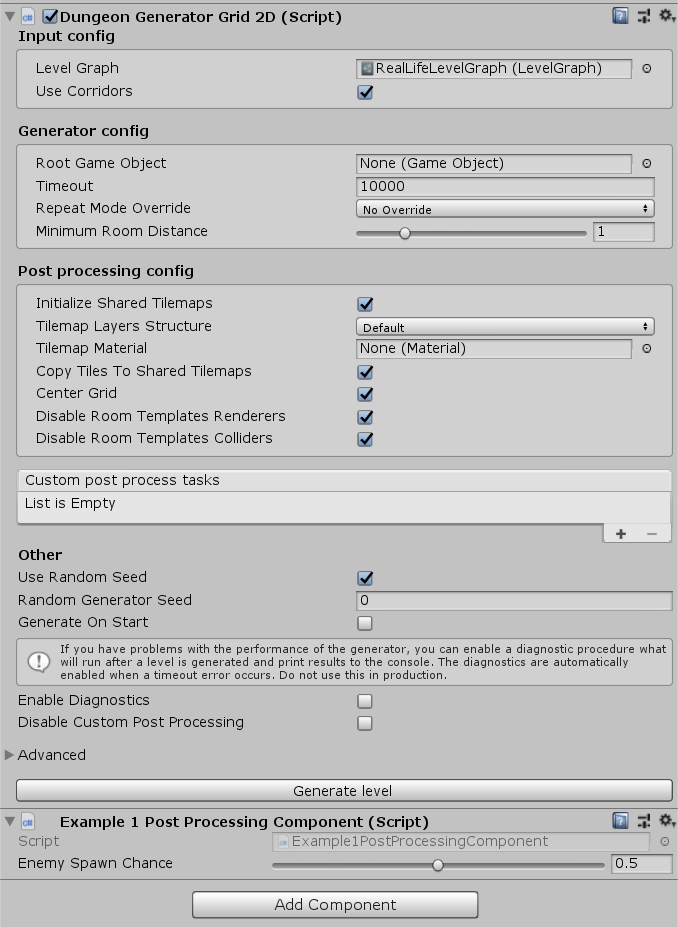 Dungeon Generator Grid 2D (Script)
Input config
Level Graph RealLifeLevelGraph (LevelGraph)
Use Corridors
Generator config
Root Game Object None (Game Object)
Timeout 10000
Repeat Mode Override No Override
Minimum Room Distance 1
Post processing config
Initialize Shared Tilemaps
Tilemap Layers Structure Default
Tilemap Material None (Material)
Copy Tiles To Shared Tilemaps
Center Grid
Disable Room Templates Renderers
Disable Room Templates Colliders
Custom post process tasks
List is Empty
Other
Use Random Seed
Random Generator Seed 0
Generate On Start
If you have problems with the performance of the generator, you can enable a diagnostic procedure what
will run after a level is generated and print results to the console. The diagnostics are automatically
enabled when a timeout error occurs. Do not use this in production.
Enable Diagnostics
Disable Custom Post Processing
Advanced
Generate level
Example 1 Post Processing Component (Script)
Script Example1PostProcessingComponent
Enemy Spawn Chance 0.5
Add Component